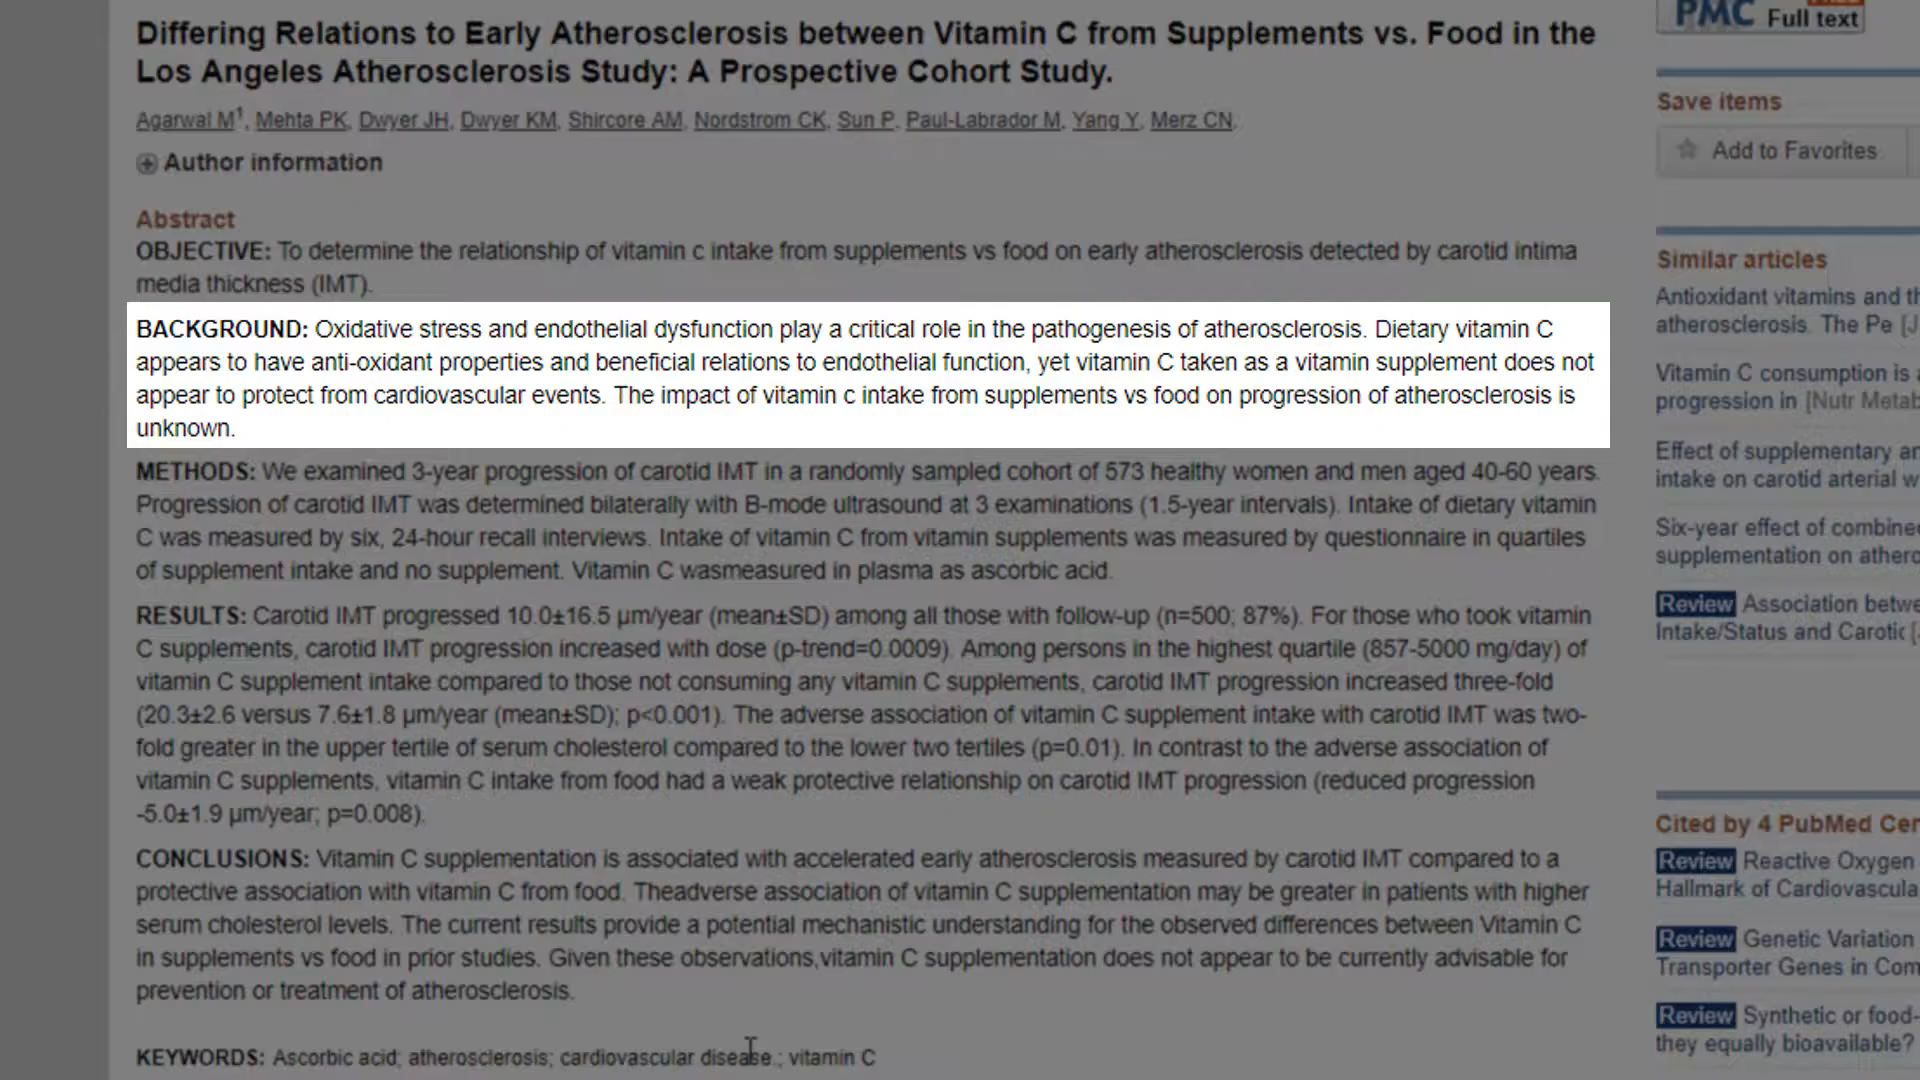 Differing Relations to Early Atherosclerosis between Vitamin C from Supplements vs. Food in the
Los Angeles Atherosclerosis Study: A Prospective Cohort Study.
Agarwal M1, Mehta PK, Dwyer JH, Dwyer KM, Shircore AM, Nordstrom CK, Sun P, Paul-Labrador M, Yang Y, Merz CN.
Author information
Abstract
OBJECTIVE: To determine the relationship of vitamin c intake from supplements vs food on early atherosclerosis detected by carotid intima
media thickness (IMT).
BACKGROUND: Oxidative stress and endothelial dysfunction play a critical role in the pathogenesis of atherosclerosis. Dietary vitamin C
appears to have anti-oxidant properties and beneficial relations to endothelial function, yet vitamin C taken as a vitamin supplement does not
appear to protect from cardiovascular events. The impact of vitamin c intake from supplements vs food on progression of atherosclerosis is
unknown.
METHODS: We examined 3-year progression of carotid IMT in a randomly sampled cohort of 573 healthy women and men aged 40-60 years.
Progression of carotid IMT was determined bilaterally with B-mode ultrasound at 3 examinations (1.5-year intervals). Intake of dietary vitamin
C was measured by six, 24-hour recall interviews. Intake of vitamin C from vitamin supplements was measured by questionnaire in quartiles
of supplement intake and no supplement. Vitamin C wasmeasured in plasma as ascorbic acid.
RESULTS: Carotid IMT progressed 10.0±16.5 μm/year (mean±SD) among all those with follow-up (n=500; 87%). For those who took vitamin
C supplements, carotid IMT progression increased with dose (p-trend=0.0009). Among persons in the highest quartile (857-5000 mg/day) of
vitamin C supplement intake compared to those not consuming any vitamin C supplements, carotid IMT progression increased three-fold
(20.3±2.6 versus 7.6±1.8 μm/year (mean±SD); p<0.001). The adverse association of vitamin C supplement intake with carotid IMT was two-
fold greater in the upper tertile of serum cholesterol compared to the lower two tertiles (p=0.01). In contrast to the adverse association of
vitamin C supplements, vitamin C intake from food had a weak protective relationship on carotid IMT progression (reduced progression
-5.0±1.9 μm/year; p=0.008).
CONCLUSIONS: Vitamin C supplementation is associated with accelerated early atherosclerosis measured by carotid IMT compared to a
protective association with vitamin C from food. Theadverse association of vitamin C supplementation may be greater in patients with higher
serum cholesterol levels. The current results provide a potential mechanistic understanding for the observed differences between Vitamin C
in supplements vs food in prior studies. Given these observations,vitamin C supplementation does not appear to be currently advisable for
prevention or treatment of atherosclerosis.
KEYWORDS: Ascorbic acid; atherosclerosis; cardiovascular disease.; vitamin C
PMC Full text
Save items
Add to Favorites
Similar articles
Antioxidant vitamins and th
atherosclerosis. The Pe [J
Vitamin C consumption is a
progression in [Nutr Metab
Effect of supplementary an
intake on carotid arterial w
Six-year effect of combined
supplementation on athero
Review Association betwe
Intake/Status and Carotic [
Cited by 4 PubMed Cen
Review Reactive Oxygen
Hallmark of Cardiovascula
Review Genetic Variation
Transporter Genes in Com
Review Synthetic or food-
they equally bioavailable?